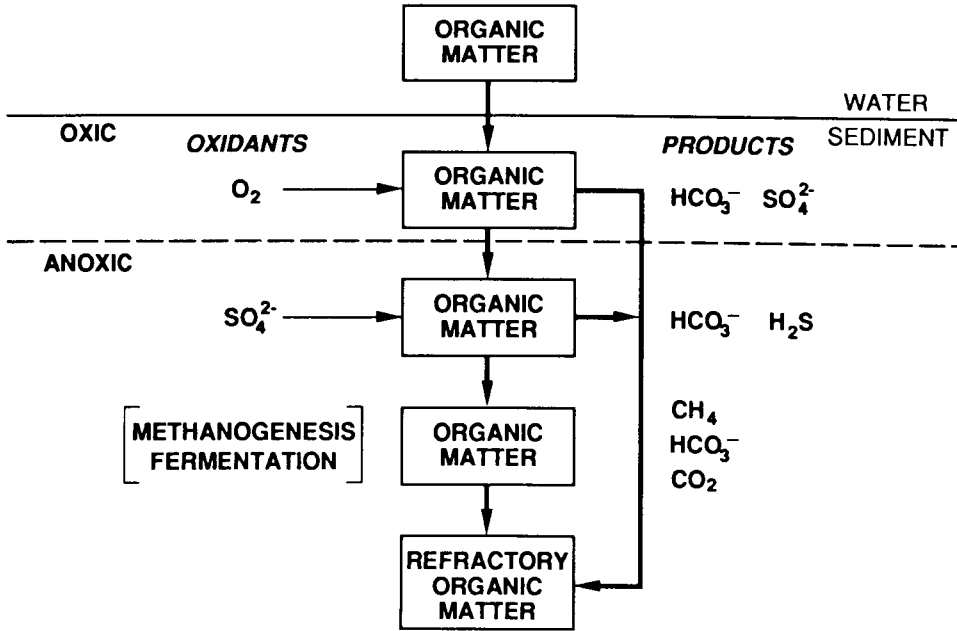 ORGANIC
MATTER
WATER
OXIC
SEDIMENT
OXIDANTS
PRODUCTS
O₂
ORGANIC
MATTER
HCO₃⁻ SO₄²⁻
ANOXIC
SO₄²⁻
ORGANIC
MATTER
HCO₃⁻ H₂S
METHANOGENESIS
FERMENTATION
ORGANIC
MATTER
CH₄
HCO₃⁻
CO₂
REFRACTORY
ORGANIC
MATTER